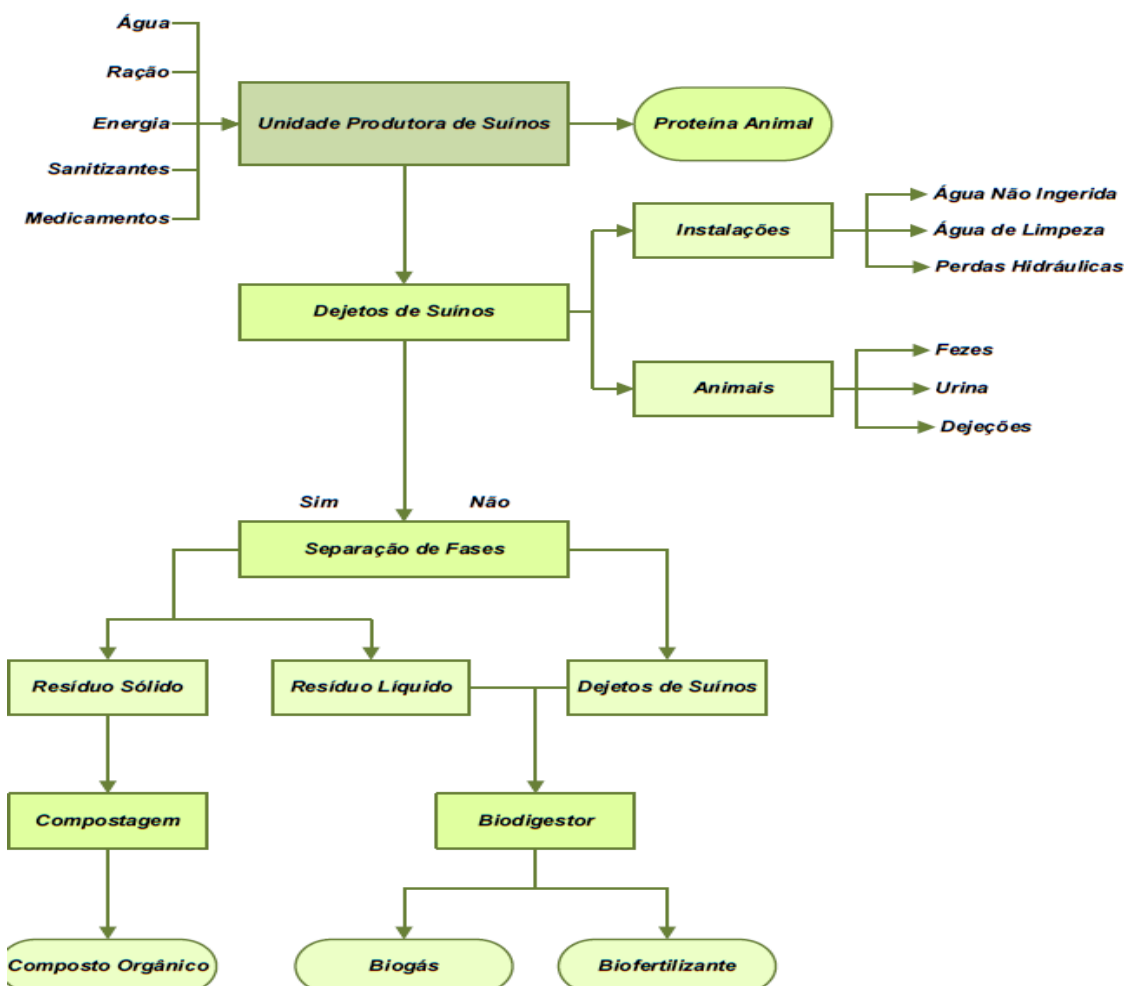 Água
Ração
Energia
Sanitizantes
Medicamentos
Unidade Produtora de Suínos
Proteína Animal
Instalações
Água Não Ingerida
Água de Limpeza
Perdas Hidráulicas
Dejetos de Suínos
Animais
Fezes
Urina
Dejeções
Sim
Não
Separação de Fases
Resíduo Sólido
Resíduo Líquido
Dejetos de Suínos
Compostagem
Biodigestor
Composto Orgânico
Biogás
Biofertilizante